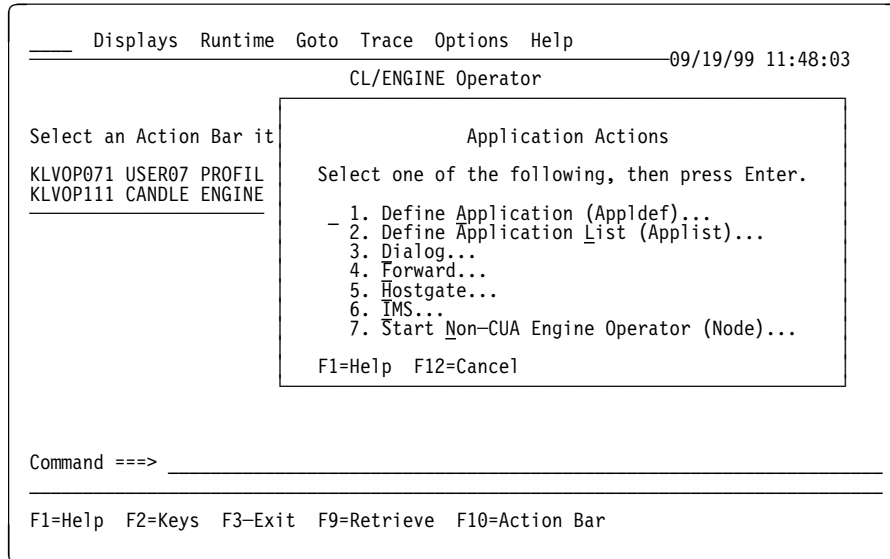 ____ Displays Runtime Goto Trace Options Help
09/19/99 11:48:03
CL/ENGINE Operator
Select an Action Bar it
KLVOP071 USER07 PROFIL
KLVOP111 CANDLE ENGINE
Application Actions
Select one of the following, then press Enter.
_ 1. Define Application (Appldef)...
2. Define Application List (Applist)...
3. Dialog...
4. Forward...
5. Hostgate...
6. IMS...
7. Start Non–CUA Engine Operator (Node)...
F1=Help F12=Cancel
Command ===>
F1=Help F2=Keys F3–Exit F9=Retrieve F10=Action Bar